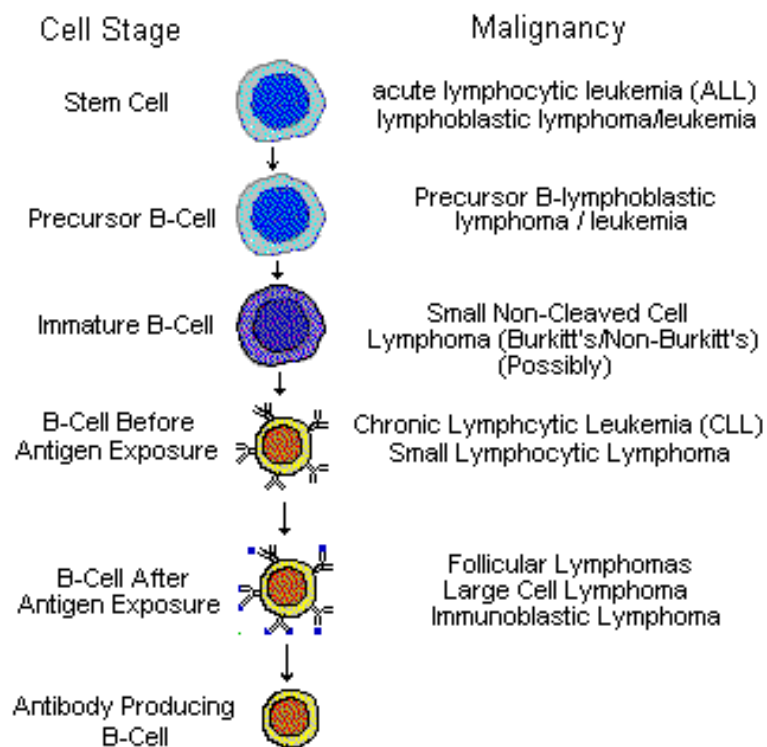 Cell Stage
Malignancy
Stem Cell
acute lymphocytic leukemia (ALL)
lymphoblastic lymphoma/leukemia
Precursor B-Cell
Precursor B-lymphoblastic
lymphoma / leukemia
Immature B-Cell
Small Non-Cleaved Cell
Lymphoma (Burkitt's/Non-Burkitt's)
(Possibly)
B-Cell Before
Antigen Exposure
Chronic Lymphcytic Leukemia (CLL)
Small Lymphocytic Lymphoma
B-Cell After
Antigen Exposure
Follicular Lymphomas
Large Cell Lymphoma
Immunoblastic Lymphoma
Antibody Producing
B-Cell